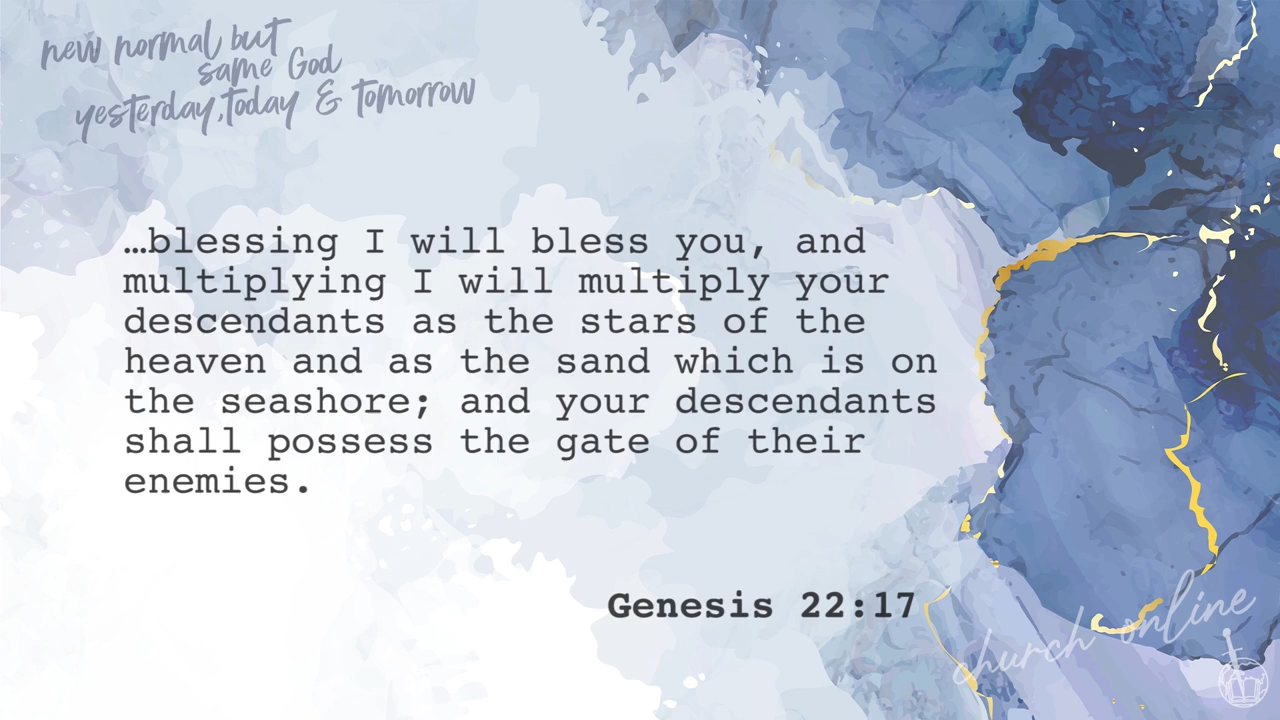 new normal but
same God
yesterday, today & tomorrow
…blessing I will bless you, and
multiplying I will multiply your
descendants as the stars of the
heaven and as the sand which is on
the seashore; and your descendants
shall possess the gate of their
enemies.
Genesis 22:17
church online